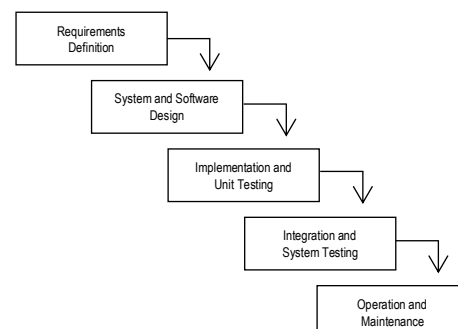 Requirements
Definition
System and Software
Design
Implementation and
Unit Testing
Integration and
System Testing
Operation and
Maintenance